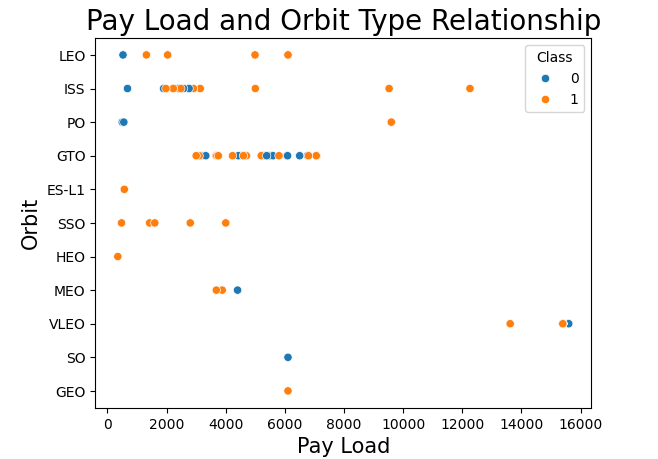 Pay Load and Orbit Type Relationship
Class
0
1
LEO
ISS
PO
GTO
ES-L1
SSO
HEO
MEO
VLEO
SO
GEO
Orbit
0 2000 4000 6000 8000 10000 12000 14000 16000
Pay Load